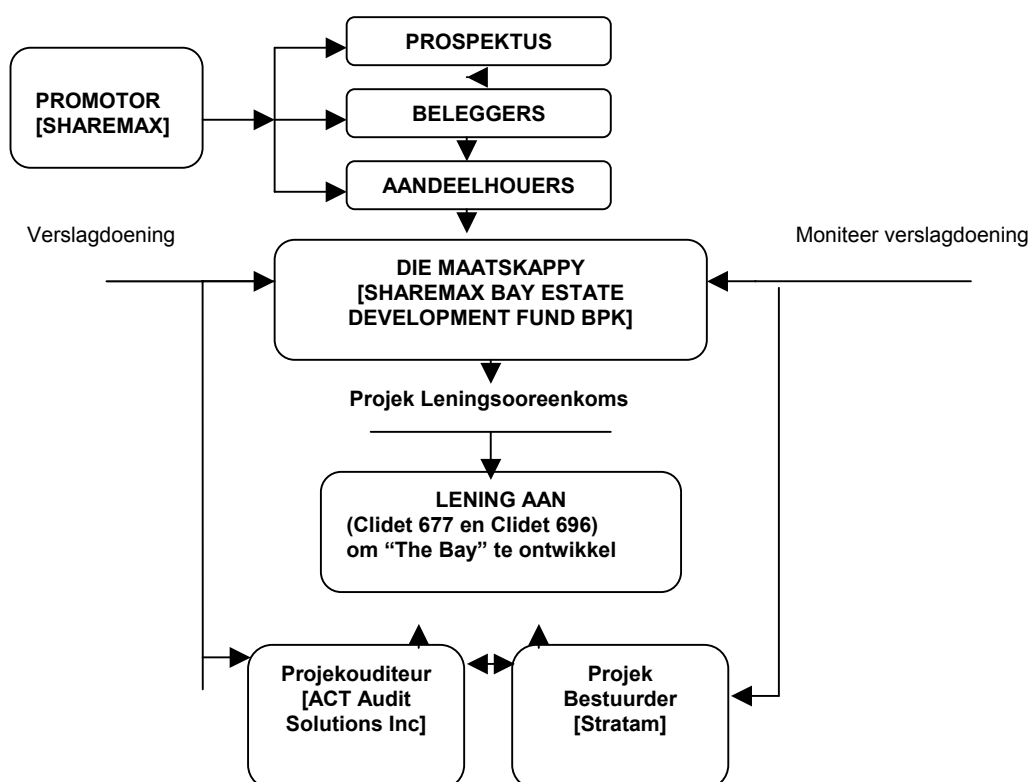 PROSPEKTUS
PROMOTOR
[SHAREMAX]
BELEGGERS
AANDEELHOUERS
Verslagdoening
Moniteer verslagdoening
DIE MAATSKAPPY
[SHAREMAX BAY ESTATE
DEVELOPMENT FUND BPK]
Projek Leningsooreenkoms
LENING AAN
(Clidet 677 en Clidet 696)
om “The Bay” te ontwikkel
Projekouditeur
[ACT Audit
Solutions Inc]
Projek
Bestuurder
[Stratam]